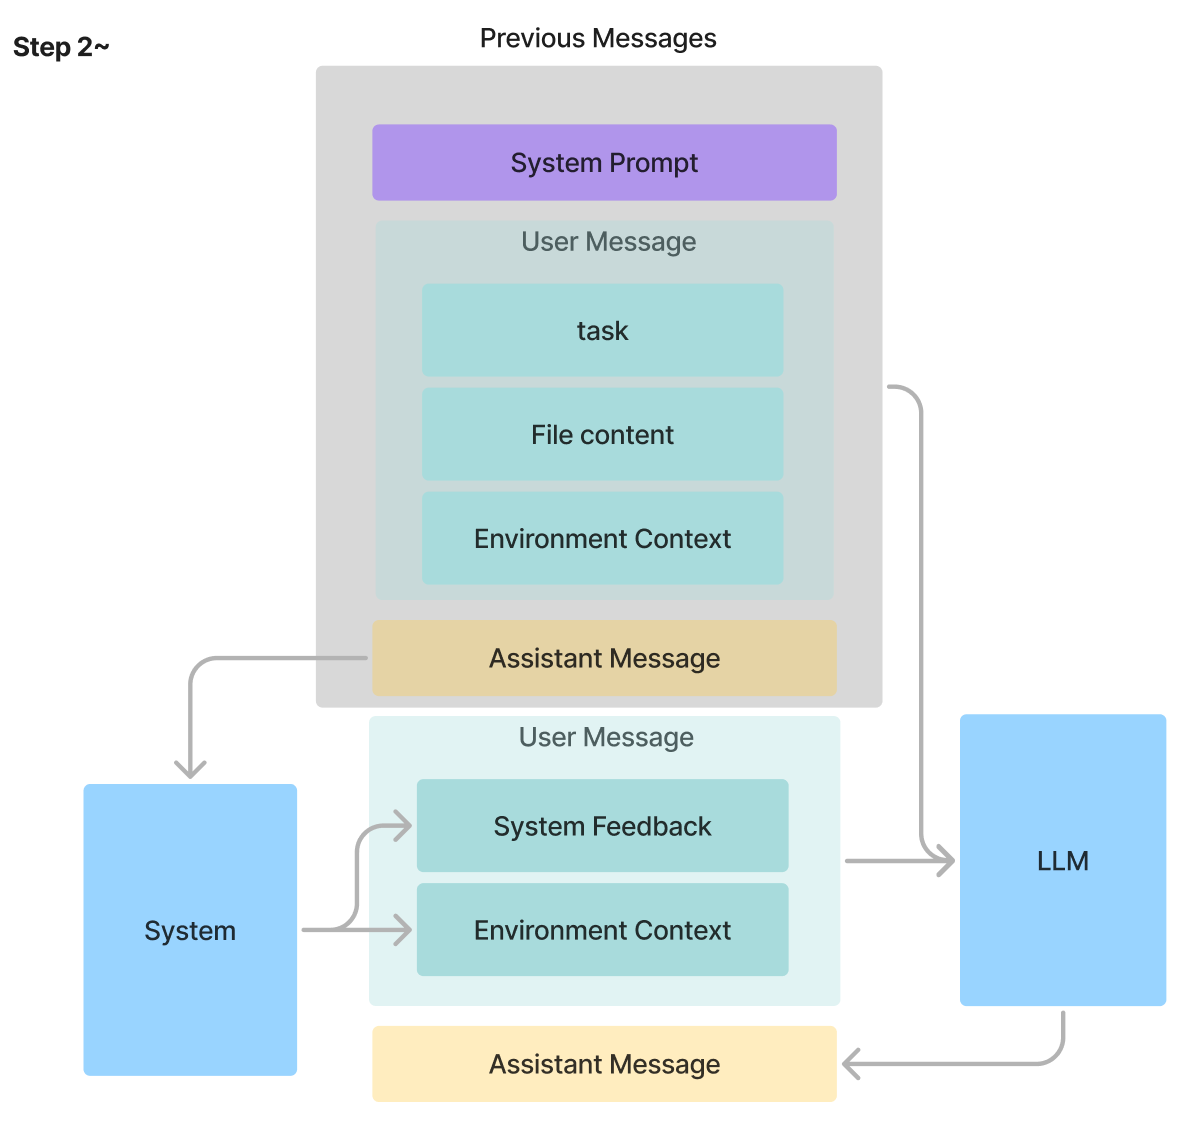 Step 2~
Previous Messages
System Prompt
User Message
task
File content
Environment Context
Assistant Message
User Message
System Feedback
Environment Context
System
LLM
Assistant Message